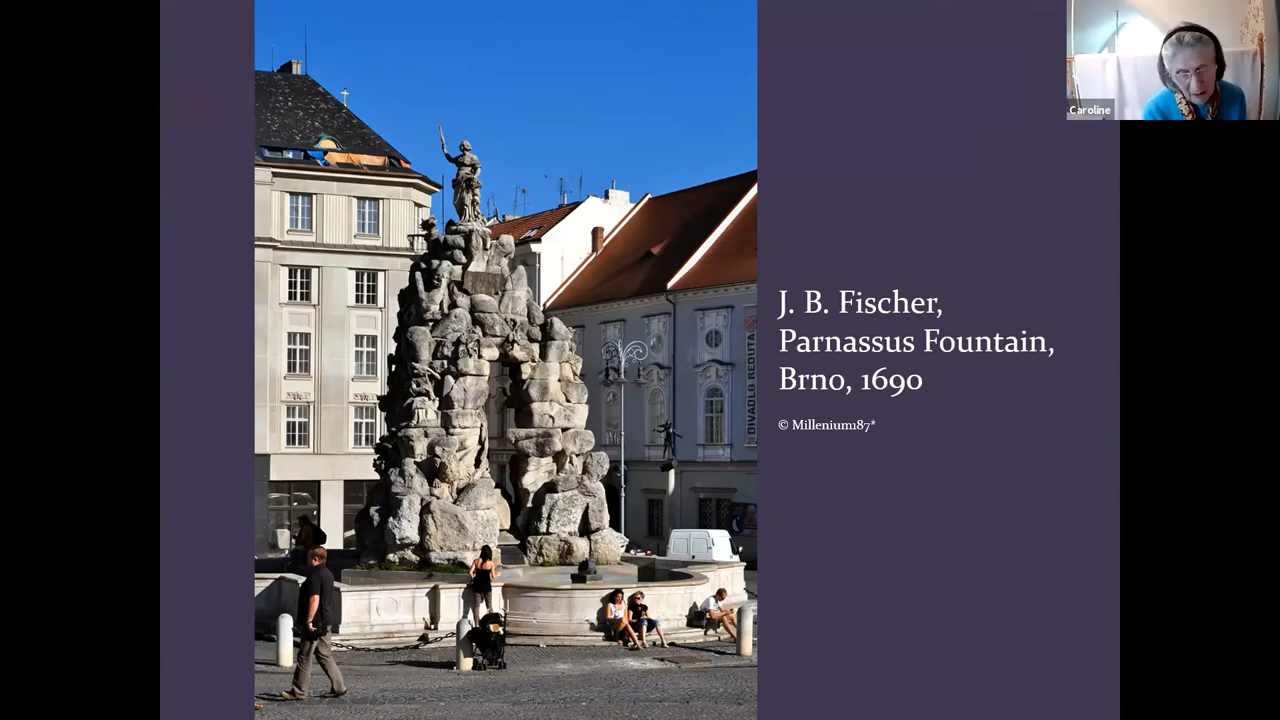 Caroline
DIVADLO REDUTA
J. B. Fischer,
Parnassus Fountain,
Brno, 1690
© Millenium187*